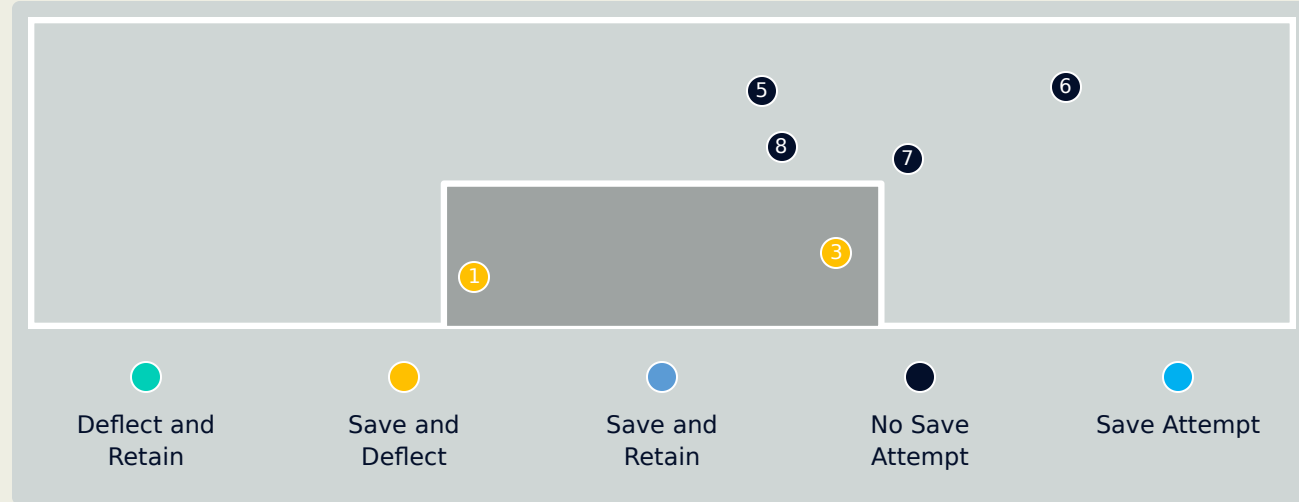 5
6
8
7
3
1
Deflect and
Retain
Save and
Deflect
Save and
Retain
No Save
Attempt
Save Attempt